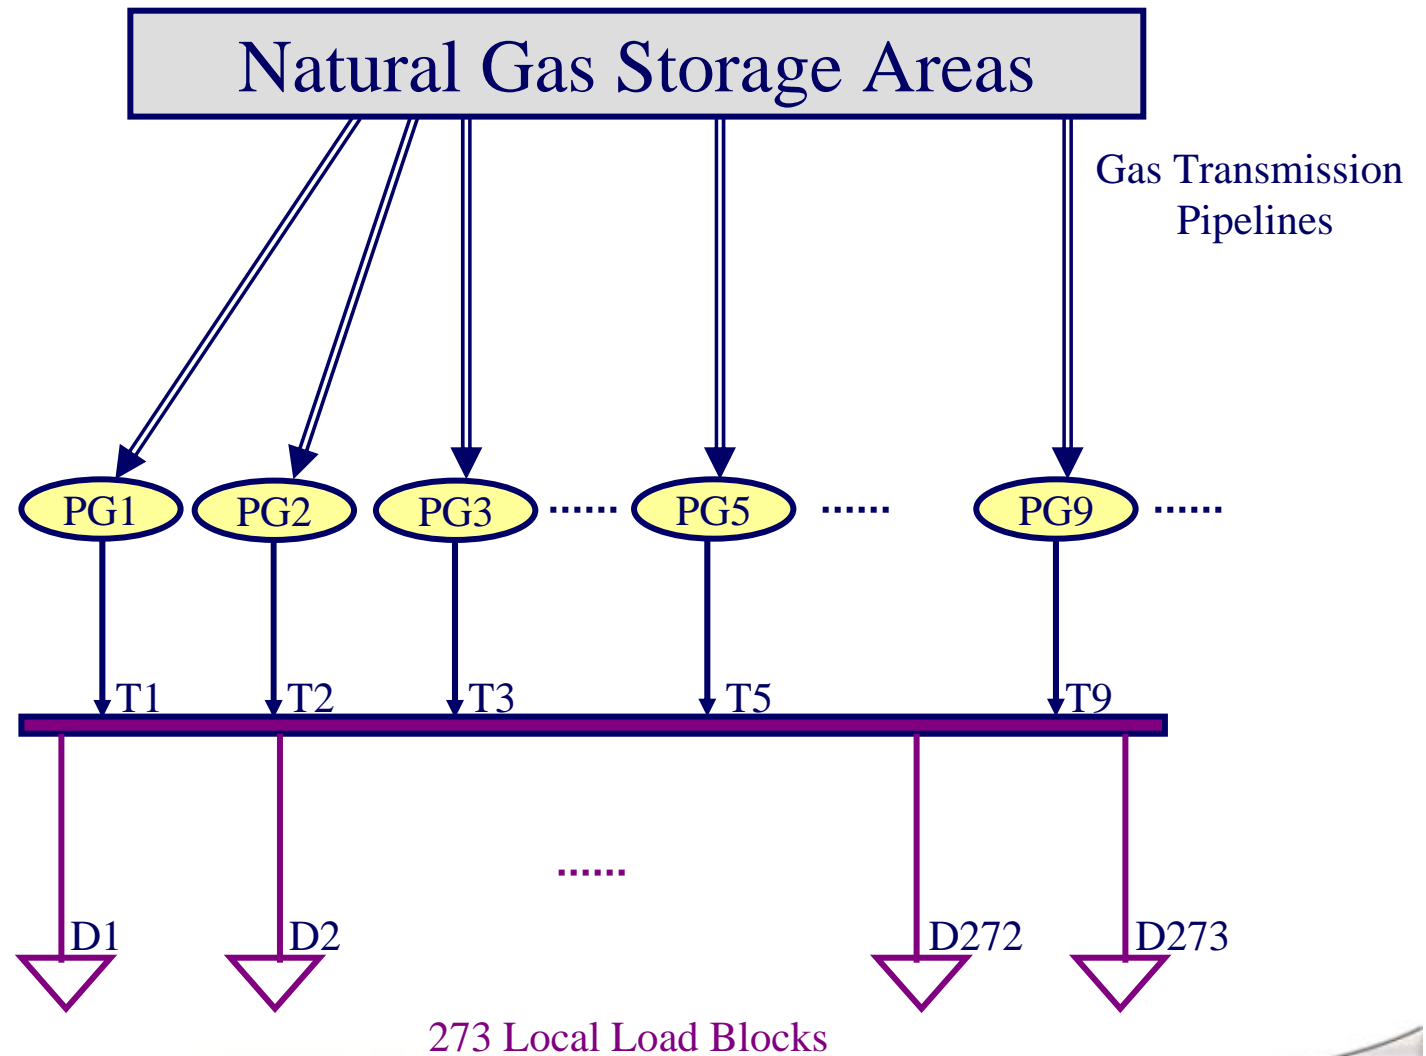 Natural Gas Storage Areas
Gas Transmission
Pipelines
PG1 PG2 PG3 ...... PG5 ...... PG9 ......
T1 T2 T3 T5 T9
......
D1 D2 D272 D273
273 Local Load Blocks